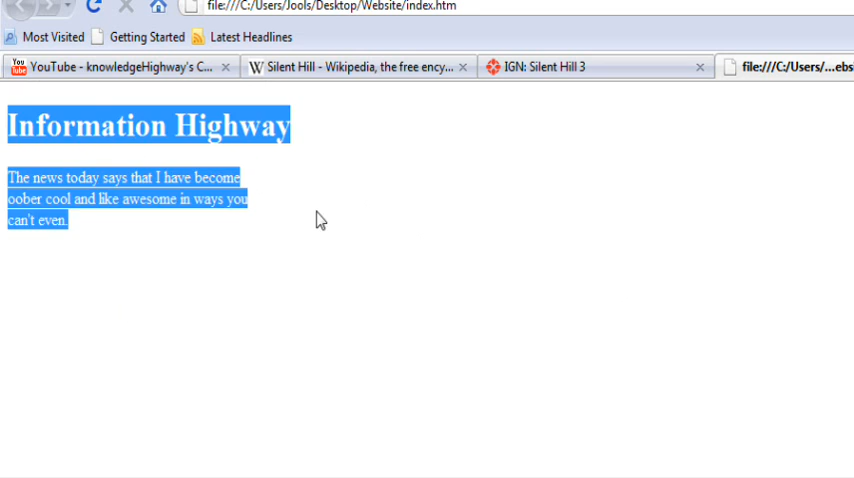 file:///C:/Users/Jools/Desktop/Website/index.htm
Most Visited Getting Started Latest Headlines
You Tube YouTube - knowledgeHighway's C... W Silent Hill - Wikipedia, the free ency... IGN: Silent Hill 3 file:///C:/Users/...ebs
Information Highway
The news today says that I have become
oober cool and like awesome in ways you
can't even.